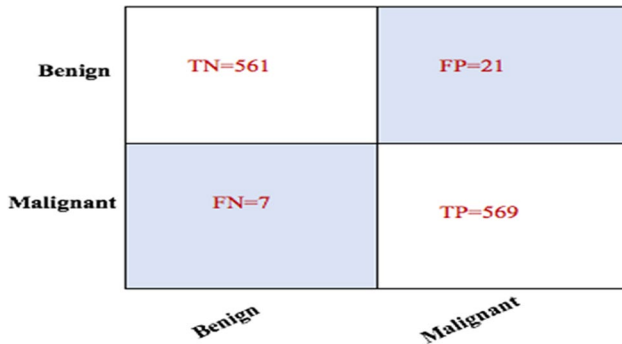 Benign
TN=561
FP=21
Malignant
FN=7
TP=569
Benign
Malignant